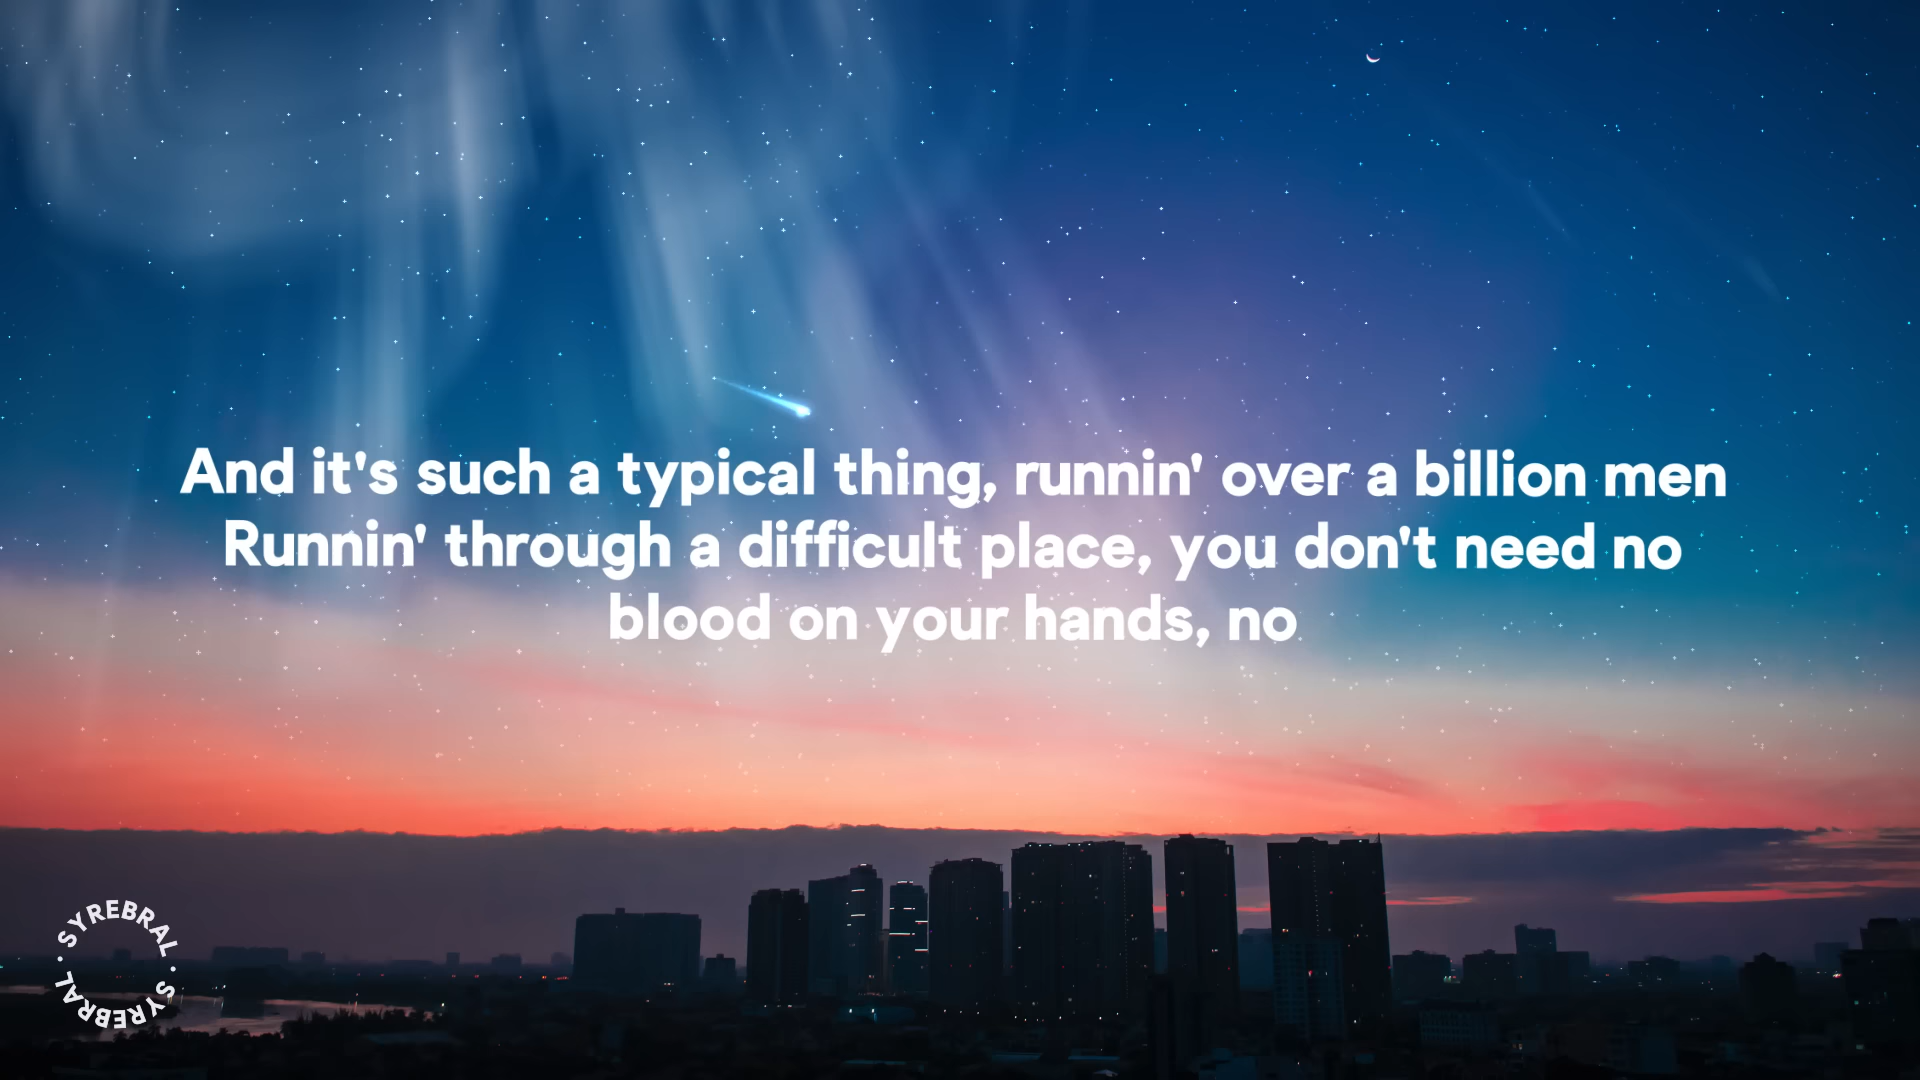 And it's such a typical thing, runnin' over a billion men
Runnin' through a difficult place, you don't need no
blood on your hands, no
SYREBRAL · SYREBRAL ·